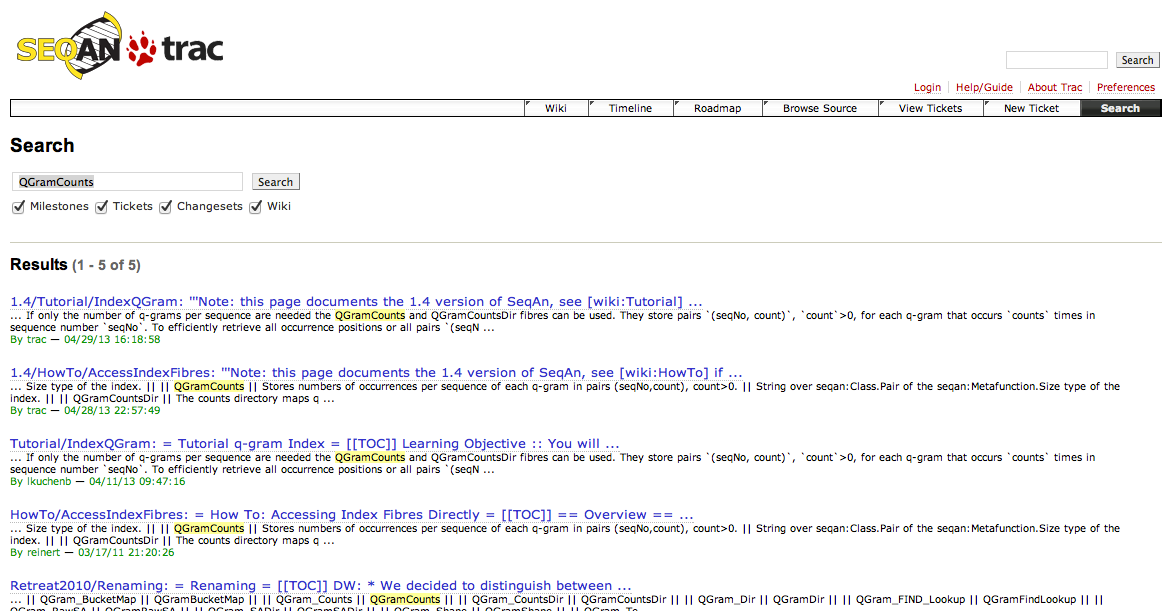 SEQAN trac
Search
Login Help/Guide About Trac Preferences
Wiki Timeline Roadmap Browse Source View Tickets New Ticket Search
Search
QGramCounts Search
Milestones Tickets Changesets Wiki
Results (1 - 5 of 5)
1.4/Tutorial/IndexQGram: '''Note: this page documents the 1.4 version of SeqAn, see [wiki:Tutorial] ...
... If only the number of q-grams per sequence are needed the QGramCounts and QGramCountsDir fibres can be used. They store pairs `(seqNo, count)`, `count`>0, for each q-gram that occurs `counts` times in
sequence number `seqNo`. To efficiently retrieve all occurrence positions or all pairs `(seqN ...
By trac — 04/29/13 16:18:58
1.4/HowTo/AccessIndexFibres: '''Note: this page documents the 1.4 version of SeqAn, see [wiki:HowTo] if ...
... Size type of the index. || || QGramCounts || Stores numbers of occurrences per sequence of each q-gram in pairs (seqNo,count), count>0. || String over seqan:Class.Pair of the seqan:Metafunction.Size type of the
index. || || QGramCountsDir || The counts directory maps q ...
By trac — 04/28/13 22:57:49
Tutorial/IndexQGram: = Tutorial q-gram Index = [[TOC]] Learning Objective :: You will ...
... If only the number of q-grams per sequence are needed the QGramCounts and QGramCountsDir fibres can be used. They store pairs `(seqNo, count)`, `count`>0, for each q-gram that occurs `counts` times in
sequence number `seqNo`. To efficiently retrieve all occurrence positions or all pairs `(seqN ...
By lkuchenb — 04/11/13 09:47:16
HowTo/AccessIndexFibres: = How To: Accessing Index Fibres Directly = [[TOC]] == Overview == ...
... Size type of the index. || || QGramCounts || Stores numbers of occurrences per sequence of each q-gram in pairs (seqNo,count), count>0. || String over seqan:Class.Pair of the seqan:Metafunction.Size type of the
index. || || QGramCountsDir || The counts directory maps q ...
By reinert — 03/17/11 21:20:26
Retreat2010/Renaming: = Renaming = [[TOC]] DW: * We decided to distinguish between ...
... || QGram_BucketMap || QGramBucketMap || || QGram_Counts || QGramCounts || || QGram_CountsDir || QGramCountsDir || || QGram_Dir || QGramDir || || QGram_FIND_Lookup || QGramFindLookup || ||
QGram_RawSA || QGramRawSA || || QGram_SADir || QGramSADir || || QGram_Shape || QGramShape || || QGram_To